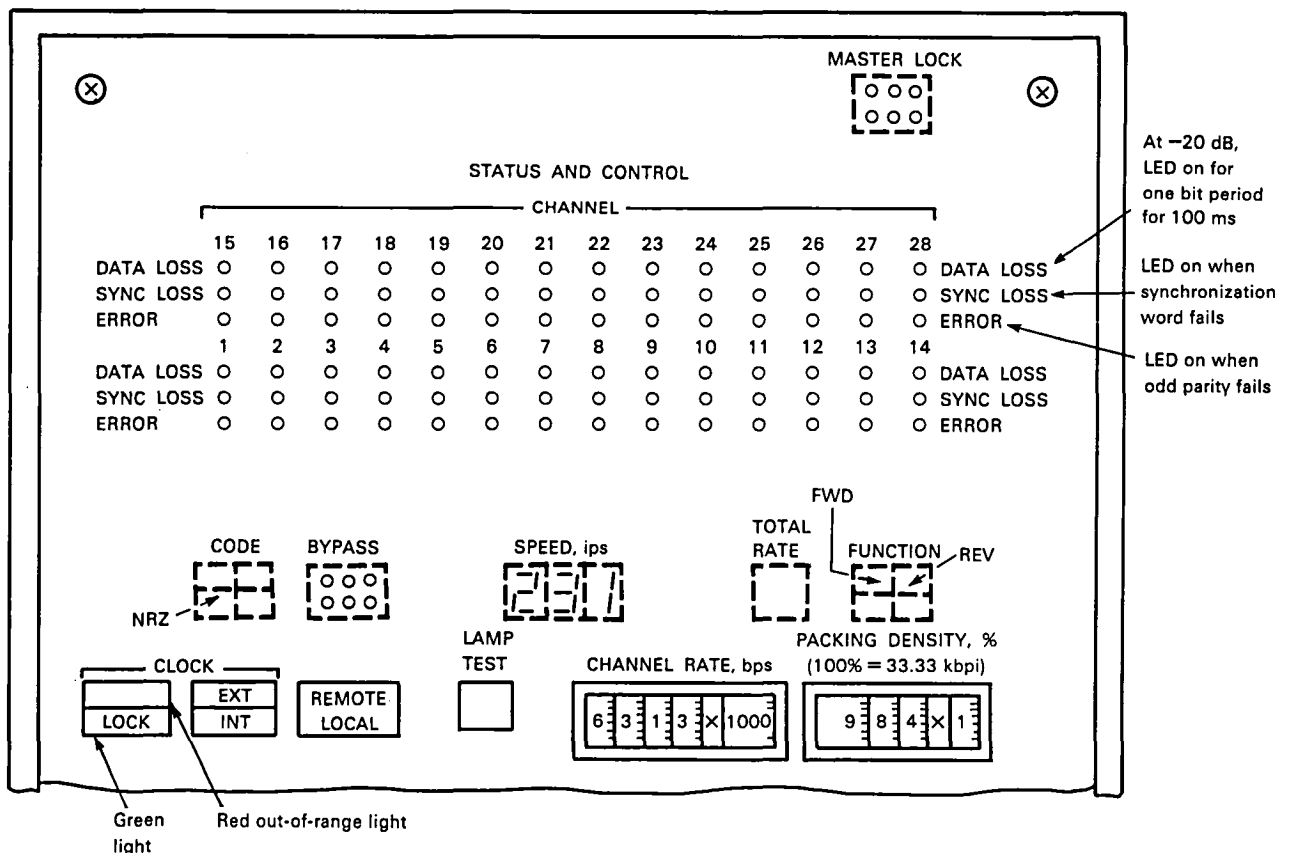 MASTER LOCK
At −20 dB,
LED on for
one bit period
for 100 ms
STATUS AND CONTROL
CHANNEL
15 16 17 18 19 20 21 22 23 24 25 26 27 28
DATA LOSS DATA LOSS
SYNC LOSS SYNC LOSS
ERROR ERROR
LED on when
synchronization
word fails
1 2 3 4 5 6 7 8 9 10 11 12 13 14
DATA LOSS DATA LOSS
SYNC LOSS SYNC LOSS
ERROR ERROR
LED on when
odd parity fails
FWD
CODE BYPASS SPEED, ips TOTAL RATE FUNCTION REV
NRZ
CLOCK
LOCK
EXT
INT
REMOTE
LOCAL
LAMP
TEST
CHANNEL RATE, bps
6 3 1 3 × 1000
PACKING DENSITY, %
(100% = 33.33 kbpi)
9 8 4 × 1
Green
light
Red out-of-range light